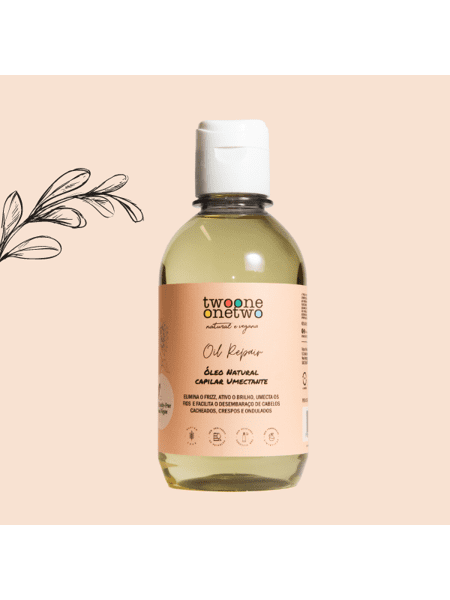 twoone
onetwo
natural e vegano
Oil Repair
Óleo Natural
capilar Umectante
ELIMINA O FRIZZ, ATIVO O BRILHO, UMECTA OS
FIOS E FACILITA O DESEMBARAÇO DE CABELOS
CACHEADOS, CRESPOS E ONDULADOS